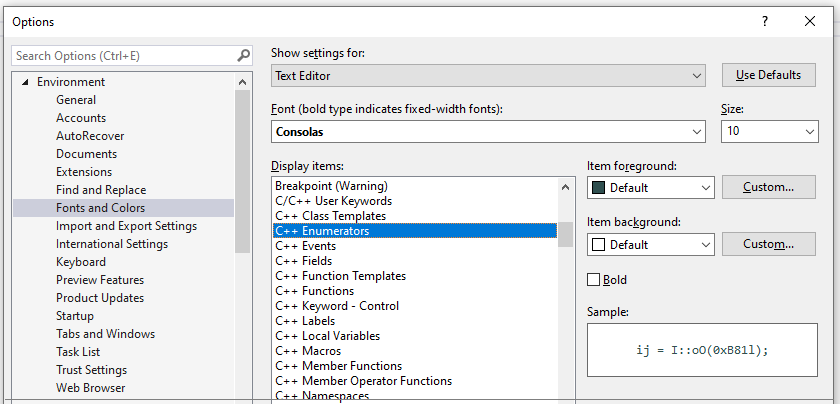 Options
?
Search Options (Ctrl+E)
Environment
General
Accounts
AutoRecover
Documents
Extensions
Find and Replace
Fonts and Colors
Import and Export Settings
International Settings
Keyboard
Preview Features
Product Updates
Startup
Tabs and Windows
Task List
Trust Settings
Web Browser
Show settings for:
Text Editor
Use Defaults
Font (bold type indicates fixed-width fonts):
Size:
Consolas
10
Display items:
Breakpoint (Warning)
C/C++ User Keywords
C++ Class Templates
C++ Enumerators
C++ Events
C++ Fields
C++ Function Templates
C++ Functions
C++ Keyword - Control
C++ Labels
C++ Local Variables
C++ Macros
C++ Member Functions
C++ Member Operator Functions
C++ Namespaces
Item foreground:
Default
Custom...
Item background:
Default
Custom...
Bold
Sample:
ij = I::oO(0xB81l);